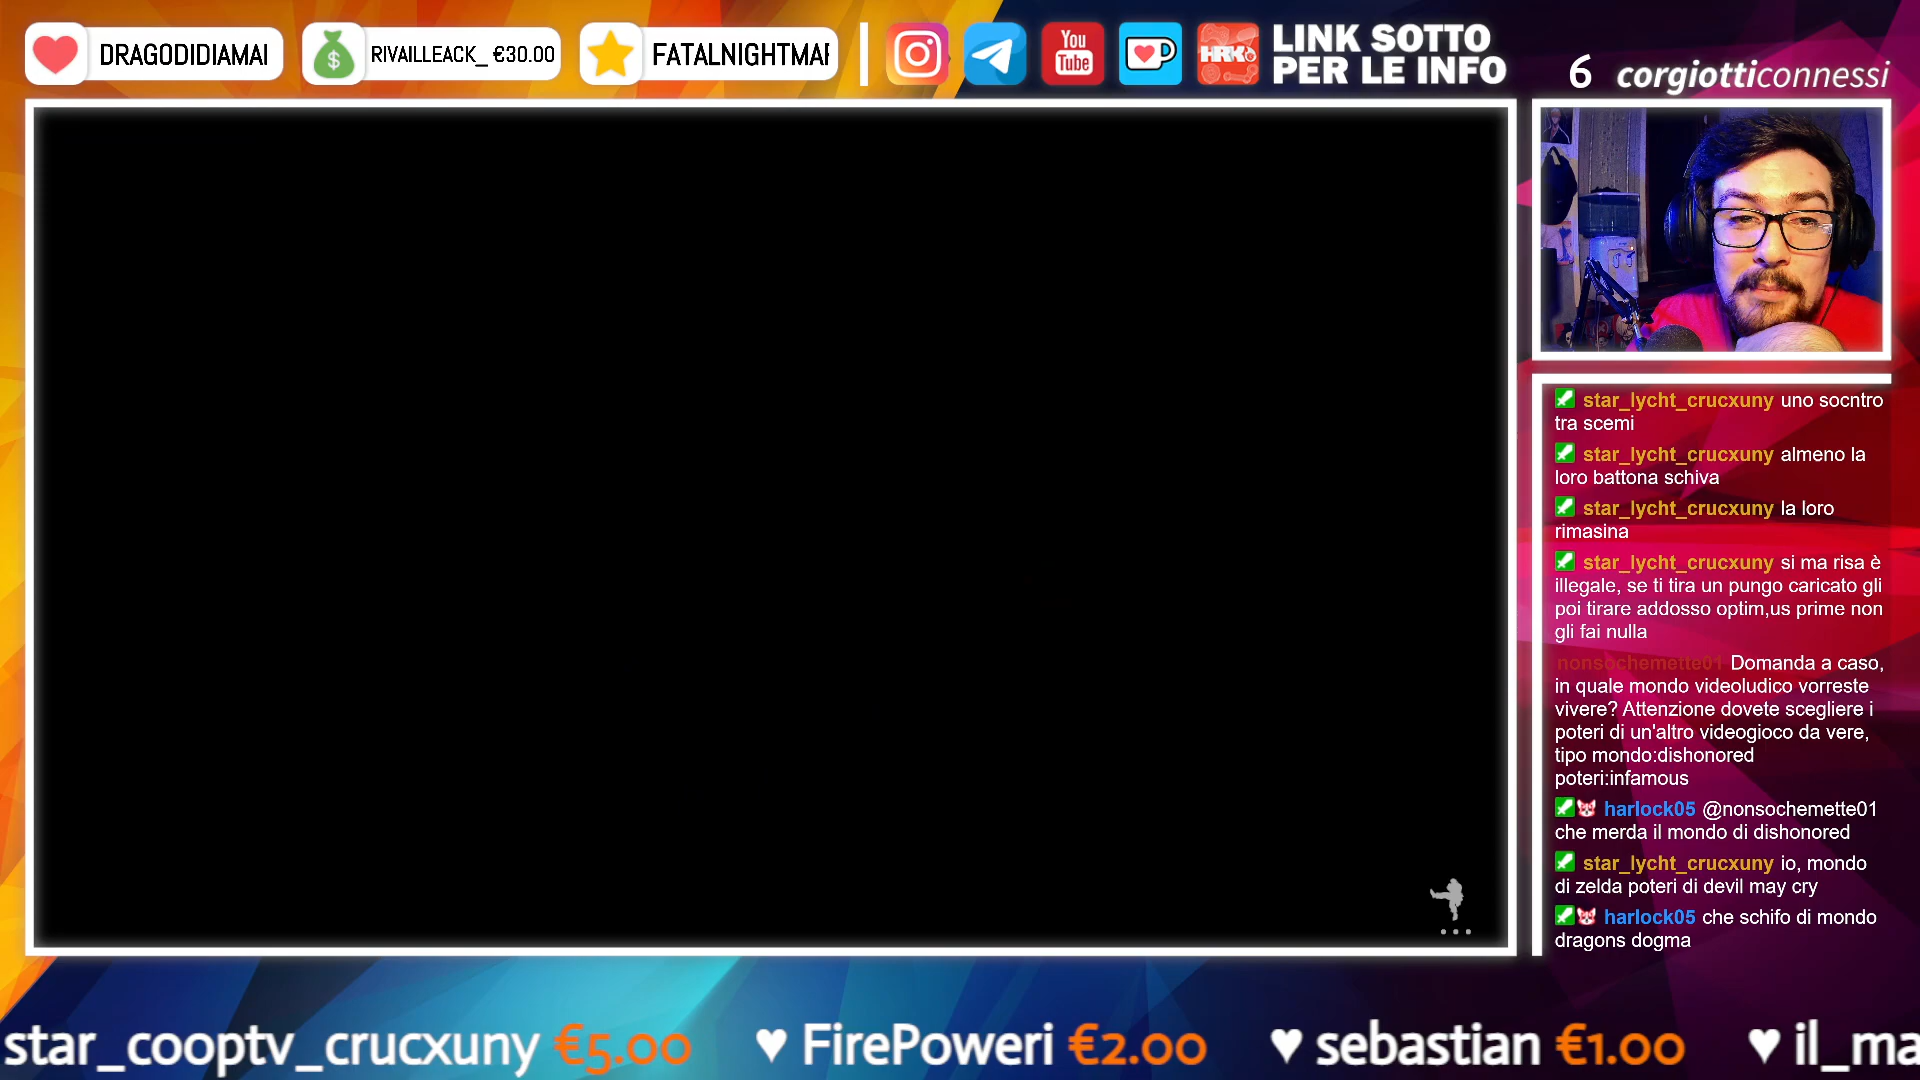 DRAGODIDIAMAI
RIVAILLEACK_ €30.00
FATALNIGHTMA
You
Tube
HRK
LINK SOTTO
PER LE INFO
6 corgiotticonnessi
star_lycht_crucxuny uno socntro
tra scemi
star_lycht_crucxuny almeno la
loro battona schiva
star_lycht_crucxuny la loro
rimasina
star_lycht_crucxuny si ma risa è
illegale, se ti tira un pungo caricato gli
poi tirare addosso optim,us prime non
gli fai nulla
nonsochemette01 Domanda a caso,
in quale mondo videoludico vorreste
vivere? Attenzione dovete scegliere i
poteri di un'altro videogioco da vere,
tipo mondo:dishonored
poteri:infamous
harlock05 @nonsochemette01
che merda il mondo di dishonored
star_lycht_crucxuny io, mondo
di zelda poteri di devil may cry
harlock05 che schifo di mondo
dragons dogma
star_cooptv_crucxuny €5.00 ♥ FirePoweri €2.00 ♥ sebastian €1.00 ♥ il_ma